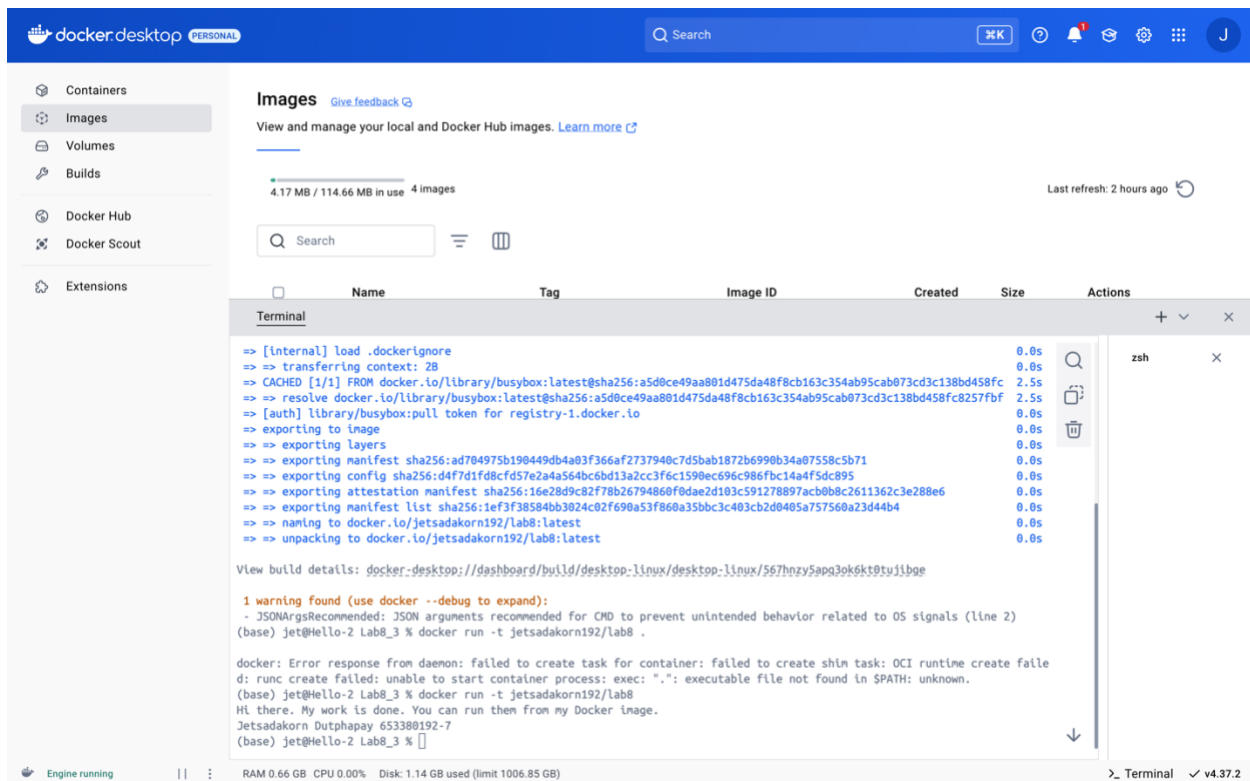 docker.desktop PERSONAL
Search
⌘K
1
J
Containers
Images
Volumes
Builds
Docker Hub
Docker Scout
Extensions
Images Give feedback
View and manage your local and Docker Hub images. Learn more
4.17 MB / 114.66 MB in use 4 images
Last refresh: 2 hours ago
Search
Name Tag Image ID Created Size Actions
Terminal
zsh
=> [internal] load .dockerignore 0.0s
=> => transferring context: 2B 0.0s
=> CACHED [1/1] FROM docker.io/library/busybox:latest@sha256:a5d0ce49aa801d475da48f8cb163c354ab95cab073cd3c138bd458fc 2.5s
=> => resolve docker.io/library/busybox:latest@sha256:a5d0ce49aa801d475da48f8cb163c354ab95cab073cd3c138bd458fc8257fbf 2.5s
=> [auth] library/busybox:pull token for registry-1.docker.io 0.0s
=> exporting to image 0.0s
=> => exporting layers 0.0s
=> => exporting manifest sha256:ad704975b190449db4a03f366af2737940c7d5bab1872b6990b34a07558c5b71 0.0s
=> => exporting config sha256:d4f7d1fd8cfd57e2a4a564bc6bd13a2cc3f6c1590ec696c986fbc14a4f5dc895 0.0s
=> => exporting attestation manifest sha256:16e28d9c82f78b26794860f0dae2d103c591278897acb0b8c2611362c3e288e6 0.0s
=> => exporting manifest list sha256:1ef3f38584bb3024c02f690a53f860a35bbc3c403cb2d0405a757560a23d44b4 0.0s
=> => naming to docker.io/jetsadakorn192/lab8:latest 0.0s
=> => unpacking to docker.io/jetsadakorn192/lab8:latest 0.0s
View build details: docker-desktop://dashboard/build/desktop-linux/desktop-linux/567hnzy5apq3ok6kt0tujibge
1 warning found (use docker --debug to expand):
- JSONArgsRecommended: JSON arguments recommended for CMD to prevent unintended behavior related to OS signals (line 2)
(base) jet@Hello-2 Lab8_3 % docker run -t jetsadakorn192/lab8 .
docker: Error response from daemon: failed to create task for container: failed to create shim task: OCI runtime create faile
d: runc create failed: unable to start container process: exec: ".": executable file not found in $PATH: unknown.
(base) jet@Hello-2 Lab8_3 % docker run -t jetsadakorn192/lab8
Hi there. My work is done. You can run them from my Docker image.
Jetsadakorn Dutphapay 653380192-7
(base) jet@Hello-2 Lab8_3 %
Engine running
RAM 0.66 GB CPU 0.00% Disk: 1.14 GB used (limit 1006.85 GB)
>_ Terminal
v4.37.2